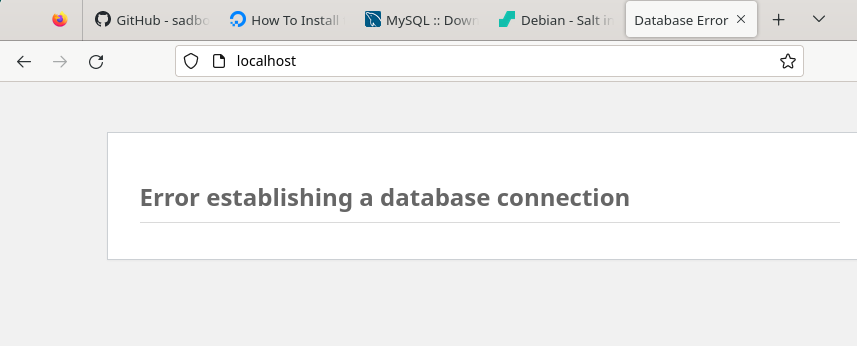 GitHub - sadbo
How To Install
MySQL :: Down
Debian - Salt in
Database Error
localhost
Error establishing a database connection